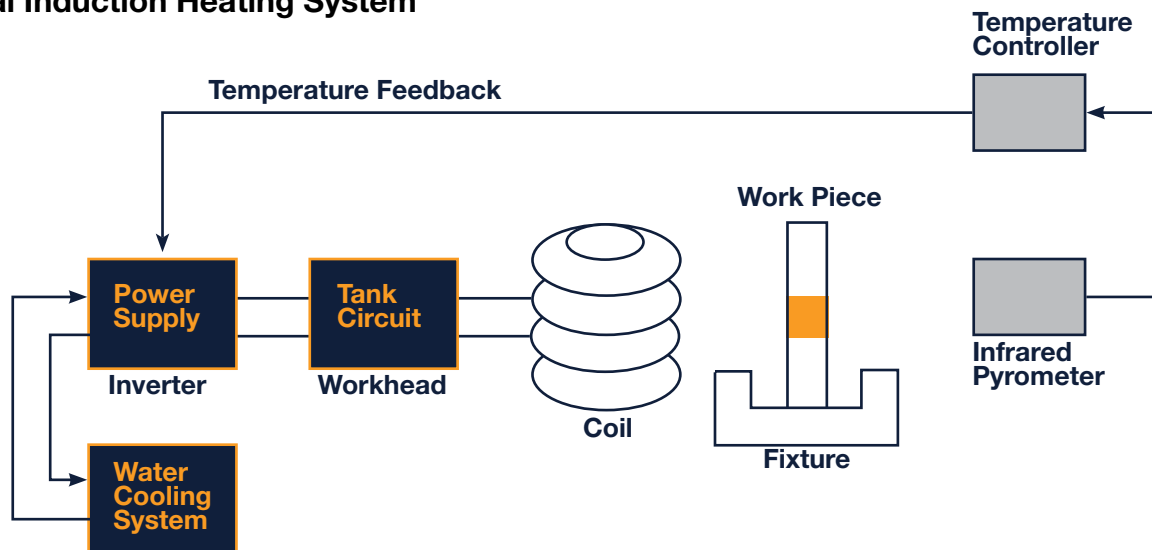 Induction Heating System
Temperature
Controller
Temperature Feedback
Work Piece
Power
Supply
Tank
Circuit
Infrared
Pyrometer
Inverter
Workhead
Coil
Fixture
Water
Cooling
System